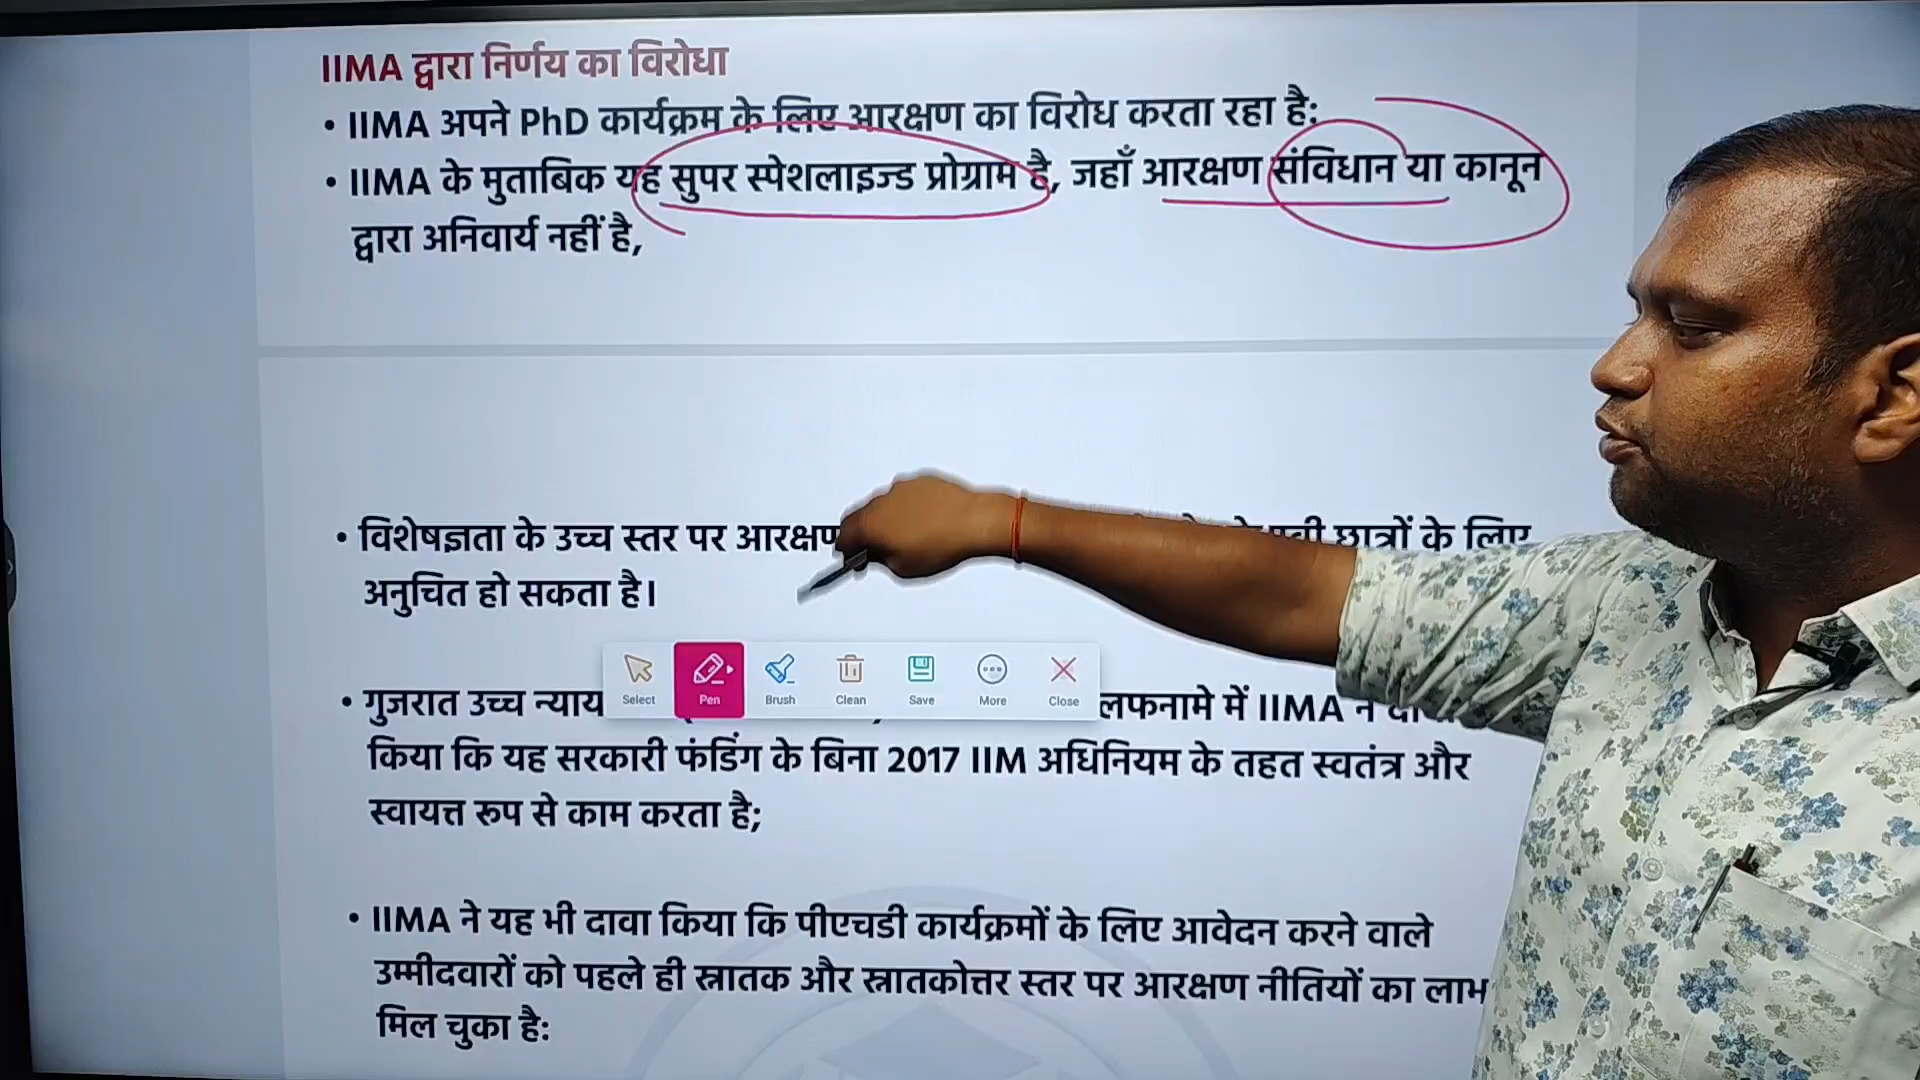 IIMA द्वारा निर्णय का विरोधा
• IIMA अपने PhD कार्यक्रम के लिए आरक्षण का विरोध करता रहा है:
• IIMA के मुताबिक यह सुपर स्पेशलाइज्ड प्रोग्राम है, जहाँ आरक्षण संविधान या कानून
द्वारा अनिवार्य नहीं है,
• विशेषज्ञता के उच्च स्तर पर आरक्षण छात्रों के लिए
अनुचित हो सकता है।
Select Pen Brush Clean Save More Close
• गुजरात उच्च में IIMA ने
किया कि यह सरकारी फंडिंग के बिना 2017 IIM अधिनियम के तहत स्वतंत्र और
स्वायत्त रूप से काम करता है;
• IIMA ने यह भी दावा किया कि पीएचडी कार्यक्रमों के लिए आवेदन करने वाले
उम्मीदवारों को पहले ही स्नातक और स्नातकोत्तर स्तर पर आरक्षण नीतियों का लाभ
मिल चुका है: